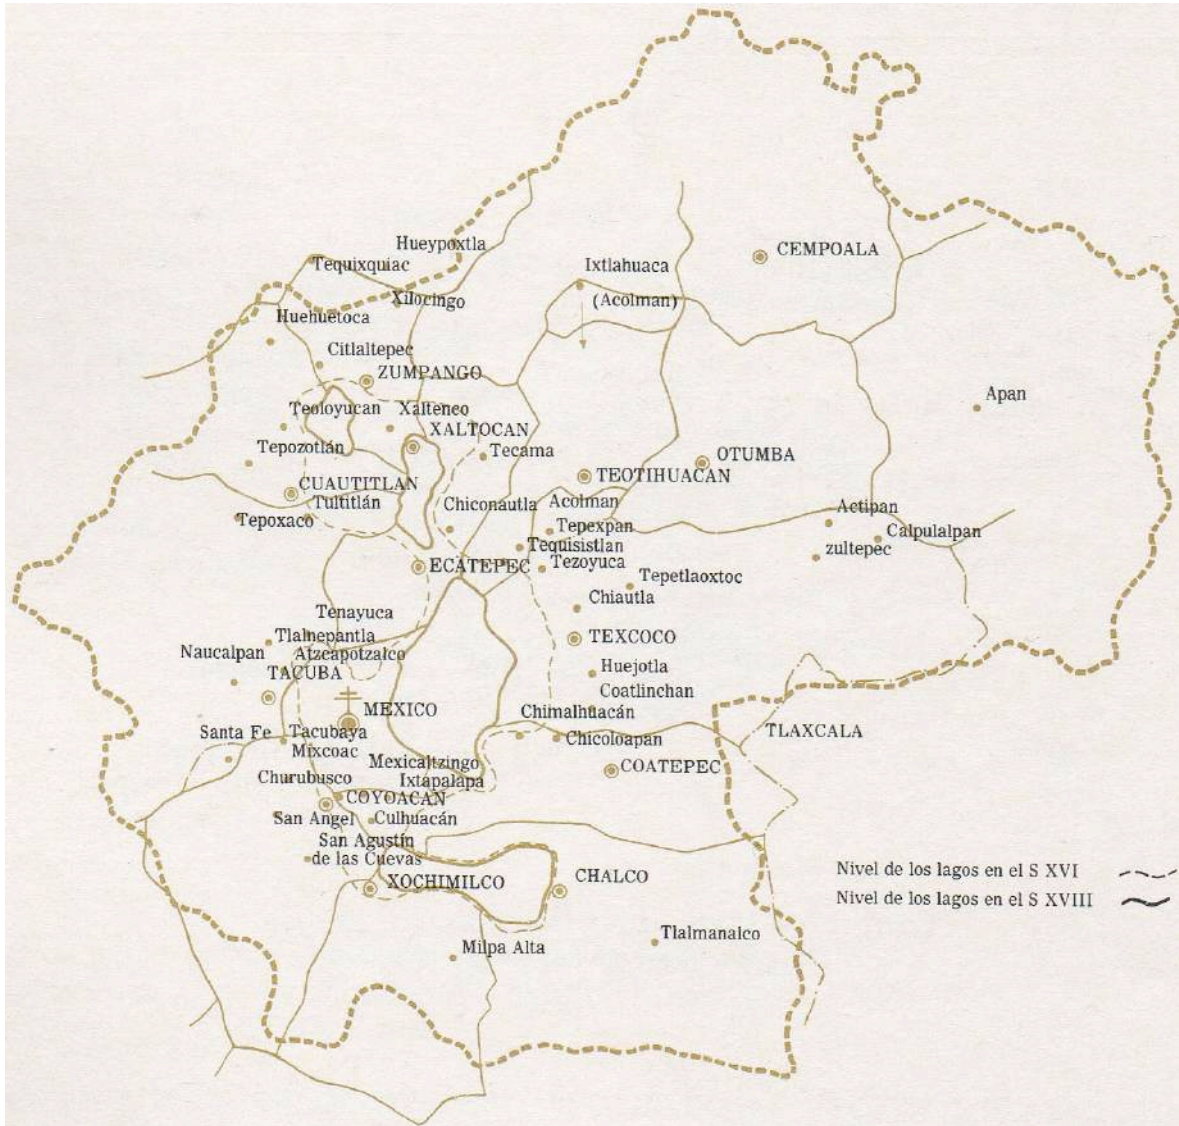 Hueypoxtla
Tequixquiac
CEMPOALA
Ixtlahuaca
(Acolman)
Xilocingo
Huehuetoca
Citlaltepec
ZUMPANGO
Apan
Teoloyucan
Xaltenco
XALTOCAN
Tepozotlán
Tecama
OTUMBA
TEOTIHUACAN
CUAUTITLAN
Tultitlán
Chiconautla
Acolman
Actipan
Tepoxaco
Tepexpan
Calpulalpan
Tequisistlan
zultepec
ECATEPEC
Tezoyuca
Tepetlaoxtoc
Chiautla
Tenayuca
Tlalnepantla
TEXCOCO
Naucalpan
Atzcapotzalco
TACUBA
Huejotla
Coatlinchan
MEXICO
Chimalhuacán
Santa Fe
Tacubaya
TLAXCALA
Mixcoac
Chicoloapan
Mexicaltzingo
COATEPEC
Churubusco
Ixtapalapa
COYOACAN
San Angel
Culhuacán
San Agustín
de las Cuevas
XOCHIMILCO
CHALCO
Nivel de los lagos en el S XVI
Nivel de los lagos en el S XVIII
Tlalmanalco
Milpa Alta